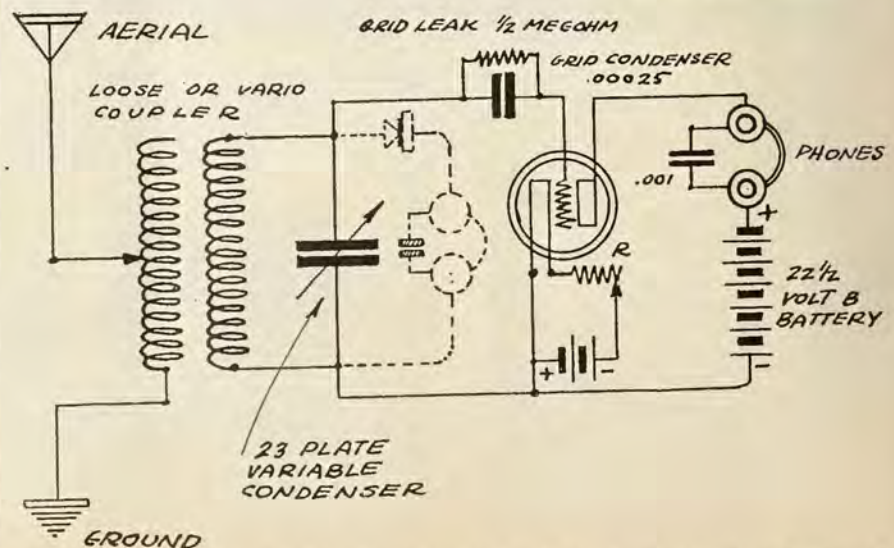 AERIAL
GRID LEAK ½ MEGOHM
GRID CONDENSER
.00025
LOOSE OR VARIO
COUPLER
.001
PHONES
+
R
22½
VOLT B
BATTERY
+ -
-
23 PLATE
VARIABLE
CONDENSER
GROUND